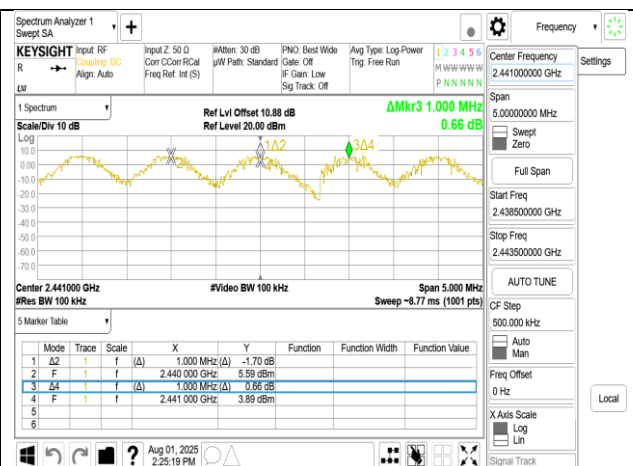 Spectrum Analyzer 1
Swept SA
Frequency
KEYSIGHT
R
Input: RF
Coupling: DC
Align: Auto
Input Z: 50 Ω
Corr CCorr RCal
Freq Ref: Int (S)
#Atten: 30 dB
µW Path: Standard
PNO: Best Wide
Gate: Off
IF Gain: Low
Sig Track: Off
Avg Type: Log-Power
Trig: Free Run
1 2 3 4 5 6
M W W W W W
P N N N N N
Settings
Center Frequency
2.441000000 GHz
Span
5.00000000 MHz
Swept
Zero
Full Span
Start Freq
2.438500000 GHz
Stop Freq
2.443500000 GHz
AUTO TUNE
CF Step
500.000 kHz
Auto
Man
Freq Offset
0 Hz
X Axis Scale
Log
Lin
Signal Track
Local
1 Spectrum
Scale/Div 10 dB
Log
Ref Lvl Offset 10.88 dB
Ref Level 20.00 dBm
ΔMkr3 1.000 MHz
0.66 dB
10.0
0.00
-10.0
-20.0
-30.0
-40.0
-50.0
-60.0
-70.0
1Δ2
3Δ4
Center 2.441000 GHz
#Res BW 100 kHz
#Video BW 100 kHz
Span 5.000 MHz
Sweep ~8.77 ms (1001 pts)
5 Marker Table
Mode Trace Scale X Y Function Function Width Function Value
1 Δ2 1 f (Δ) 1.000 MHz (Δ) -1.70 dB
2 F 1 f 2.440 000 GHz 5.59 dBm
3 Δ4 1 f (Δ) 1.000 MHz (Δ) 0.66 dB
4 F 1 f 2.441 000 GHz 3.89 dBm
5
6
Aug 01, 2025
2:25:19 PM